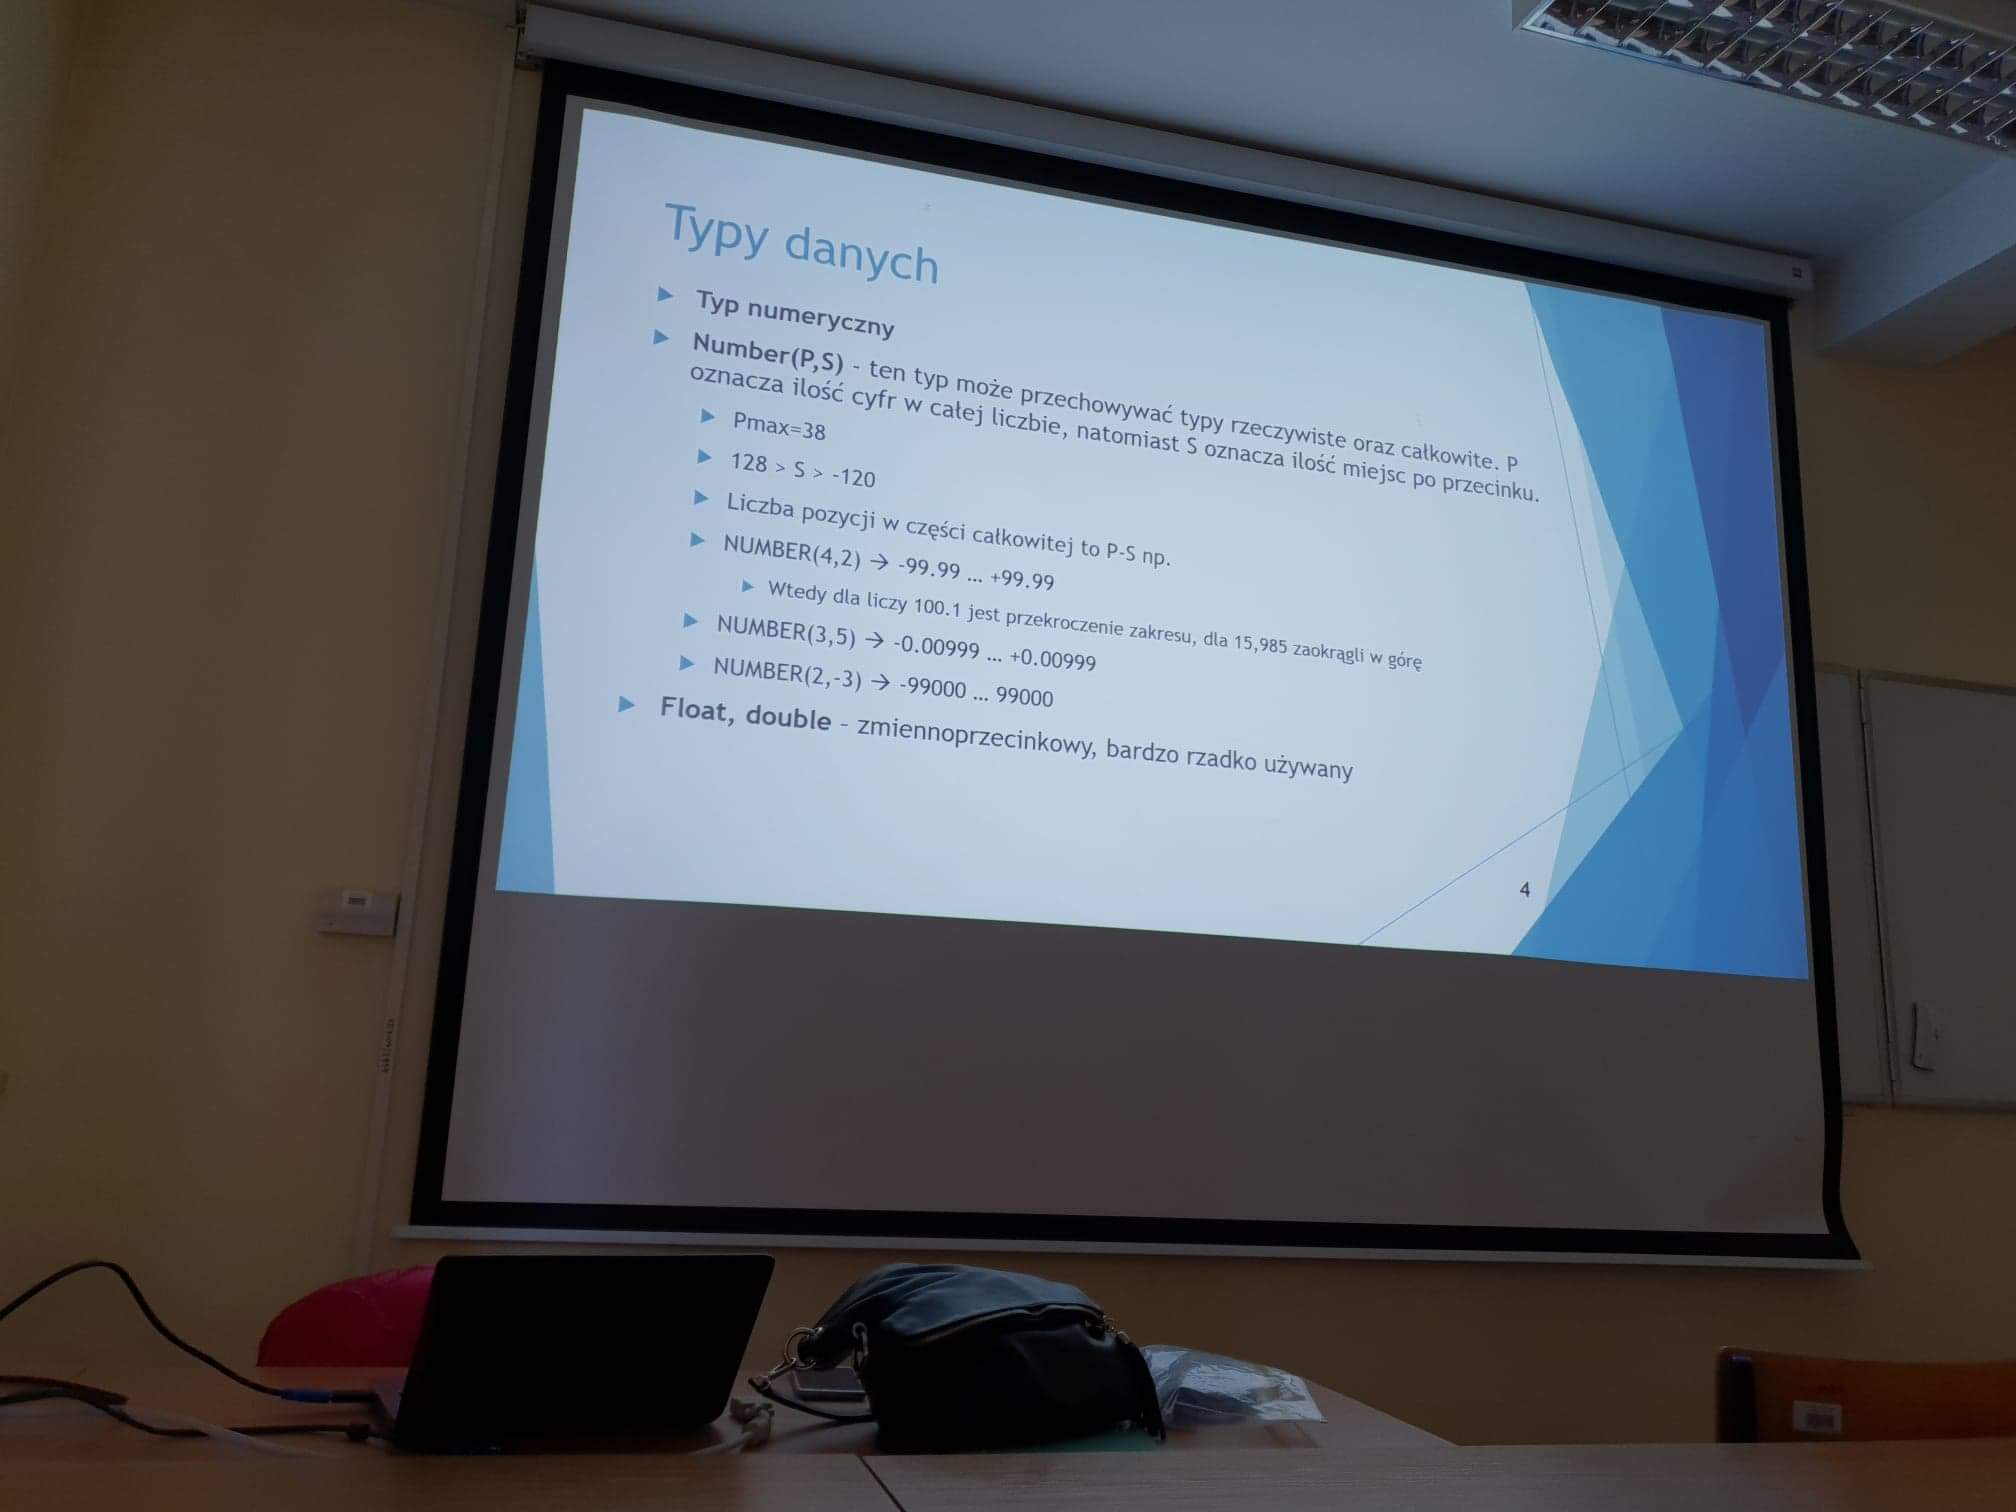 Typy danych
Typ numeryczny
Number(P,S) - ten typ może przechowywać typy rzeczywiste oraz całkowite. P
oznacza ilość cyfr w całej liczbie, natomiast S oznacza ilość miejsc po przecinku.
Pmax=38
128 > S > -120
Liczba pozycji w części całkowitej to P-S np.
NUMBER(4,2) → -99.99 ... +99.99
Wtedy dla liczy 100.1 jest przekroczenie zakresu, dla 15,985 zaokrągli w górę
NUMBER(3,5) → -0.00999 ... +0.00999
NUMBER(2,-3) → -99000 ... 99000
Float, double - zmiennoprzecinkowy, bardzo rzadko używany
4